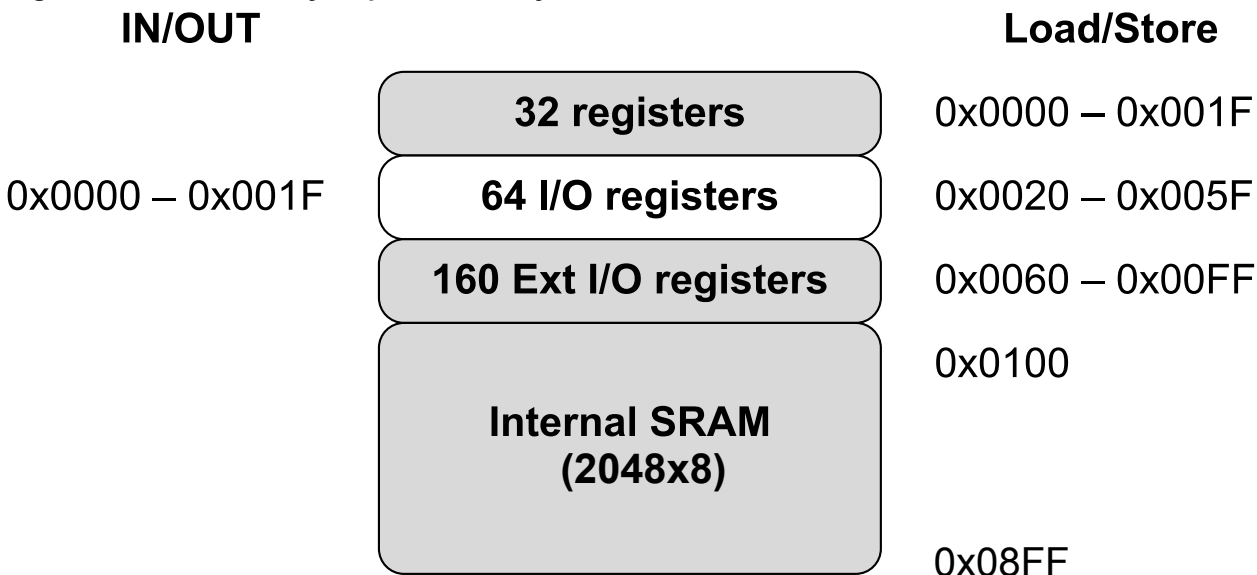 IN/OUT Load/Store
32 registers 0x0000 – 0x001F
0x0000 – 0x001F 64 I/O registers 0x0020 – 0x005F
160 Ext I/O registers 0x0060 – 0x00FF
0x0100
Internal SRAM
(2048x8)
0x08FF